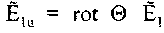 Ẽ₁ᵤ = rot Θ Ẽ₁